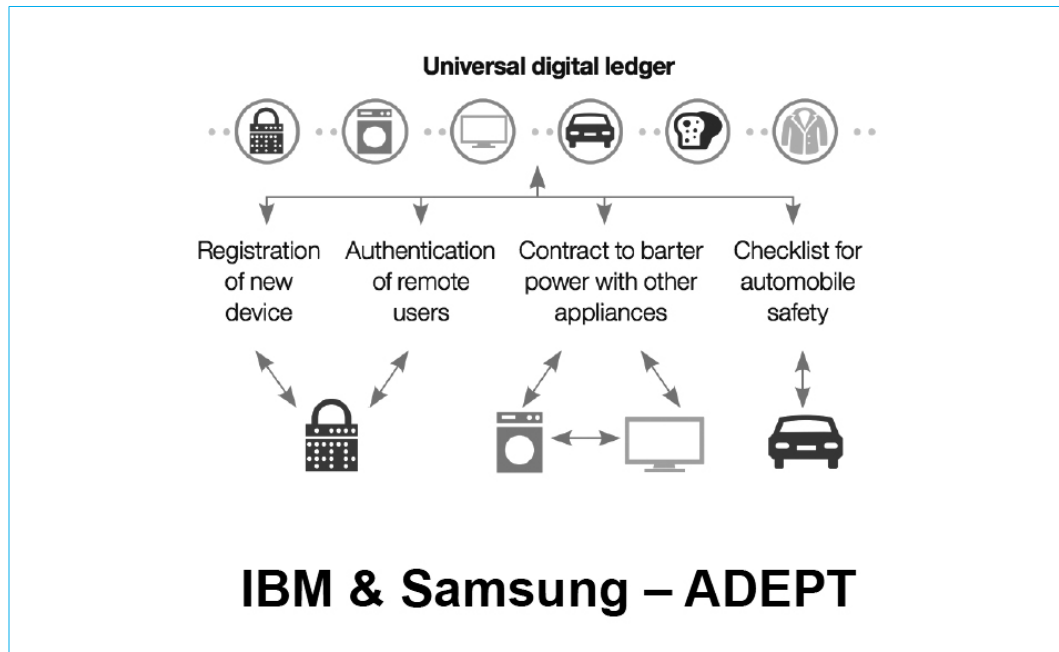 Universal digital ledger
Registration
of new
device
Authentication
of remote
users
Contract to barter
power with other
appliances
Checklist for
automobile
safety
IBM & Samsung – ADEPT